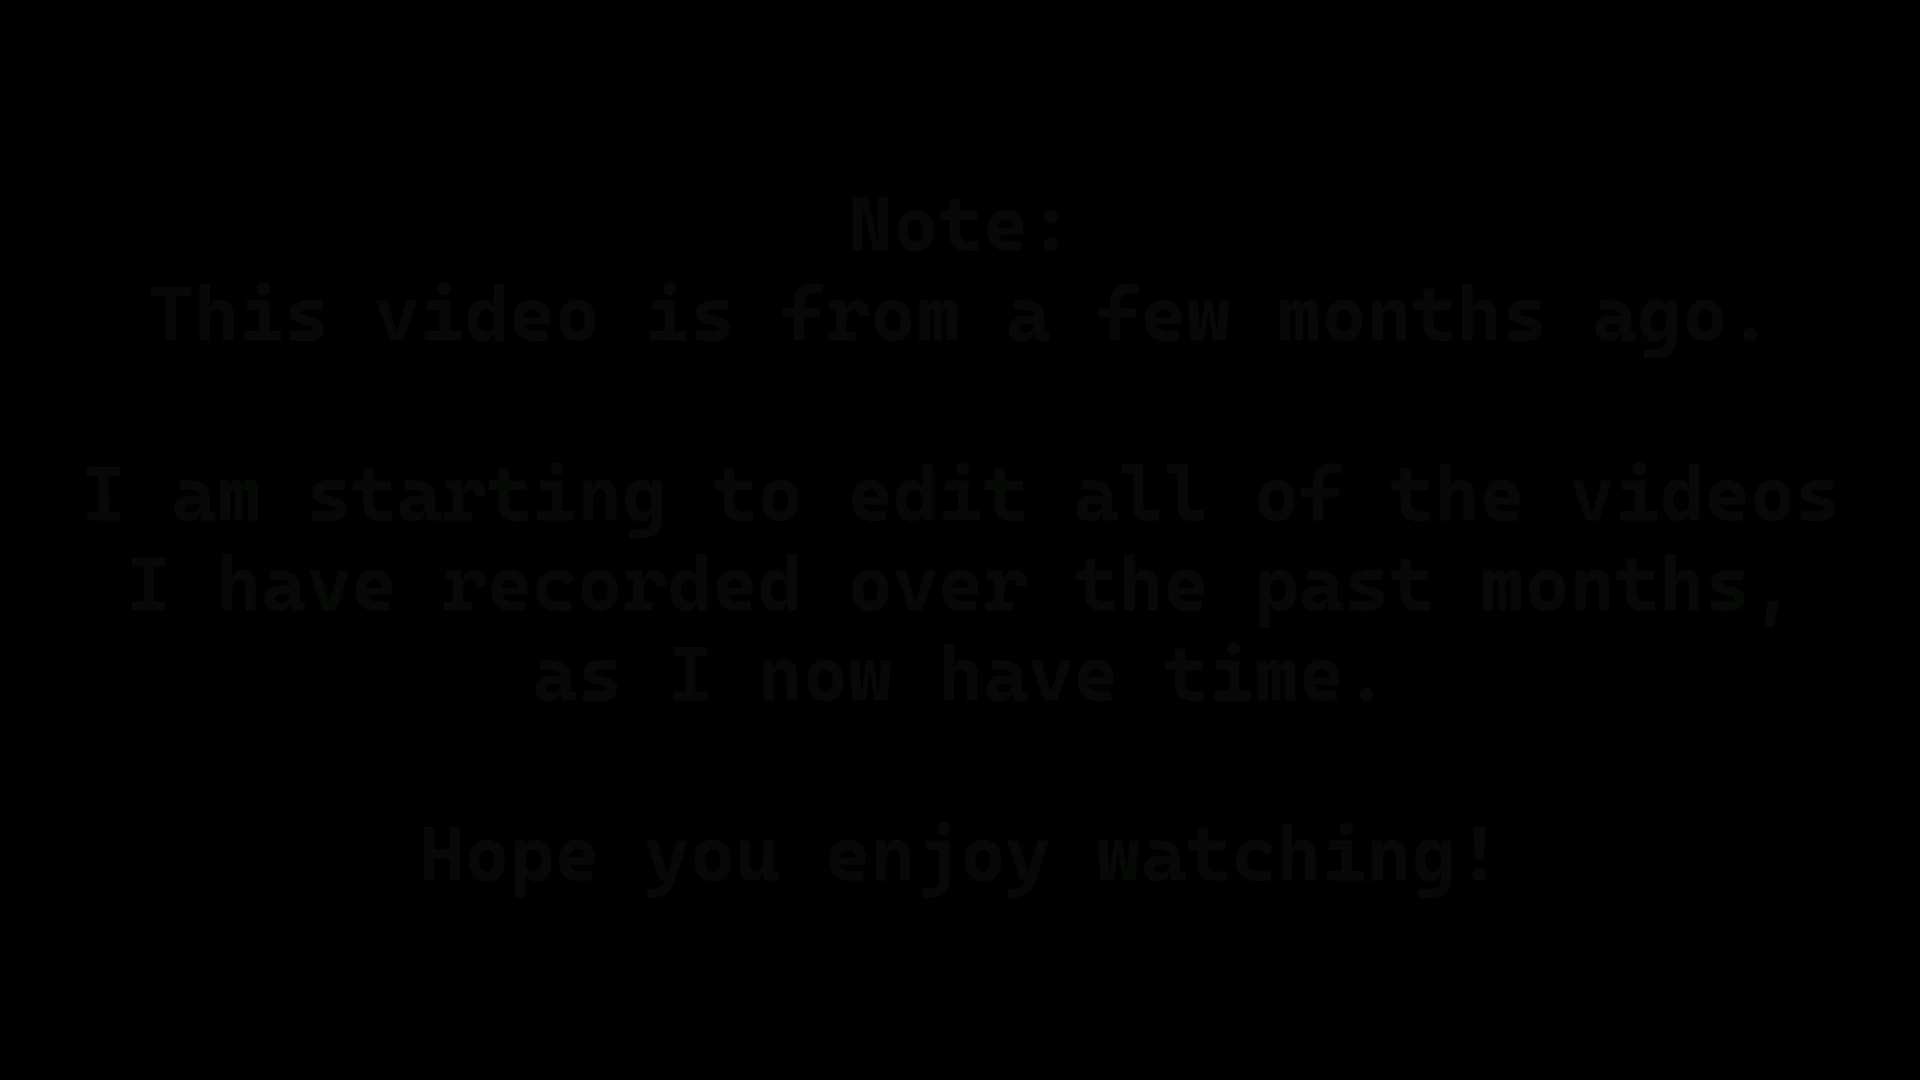 Note:
This video is from a few months ago.
I am starting to edit all of the videos
I have recorded over the past months,
as I now have time.
Hope you enjoy watching!